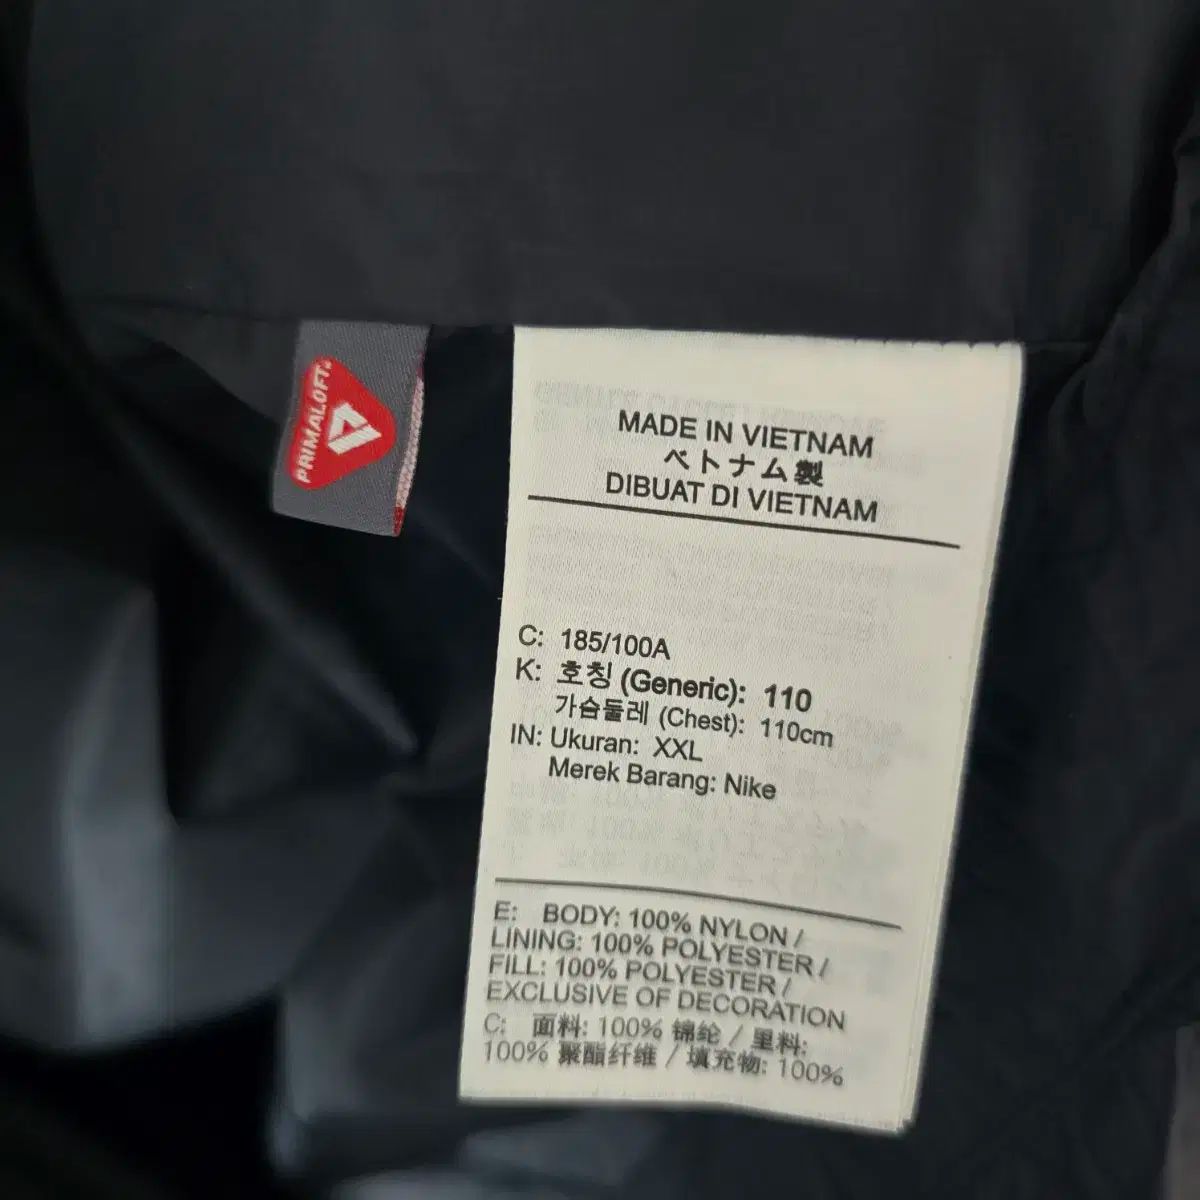 PRIMALOFT
MADE IN VIETNAM
ベトナム製
DIBUAT DI VIETNAM
C: 185/100A
K: 호칭 (Generic): 110
가슴둘레 (Chest): 110cm
IN: Ukuran: XXL
Merek Barang: Nike
E: BODY: 100% NYLON /
LINING: 100% POLYESTER /
FILL: 100% POLYESTER /
EXCLUSIVE OF DECORATION
C: 面料: 100% 锦纶 / 里料:
100% 聚酯纤维 / 填充物: 100%